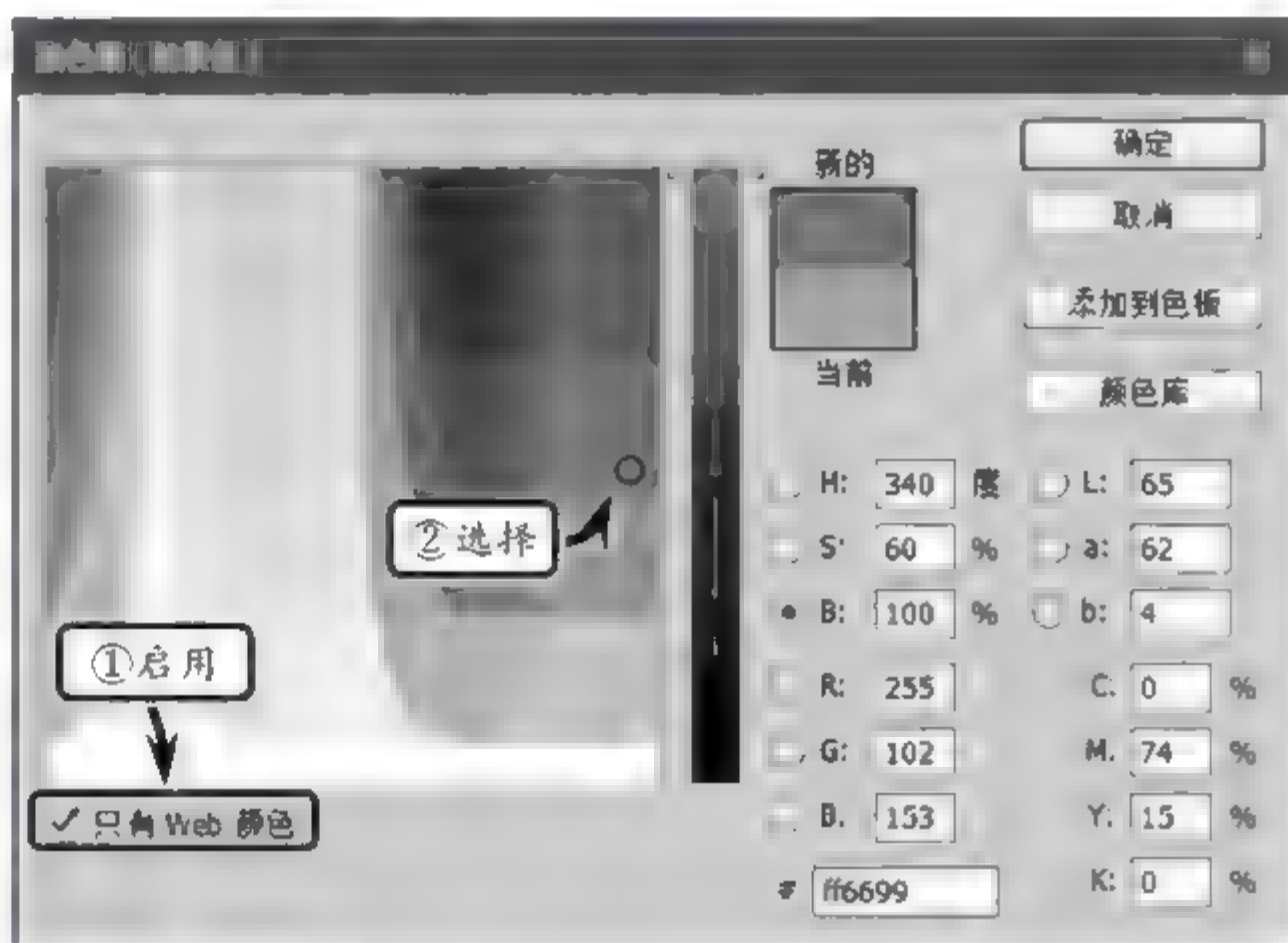 新的
确定
取消
添加到色板
当前
颜色库
H: 340 度
L: 65
S: 60 %
a: 62
②选择
B: 100 %
b: 4
①启用
R: 255
C: 0 %
G: 102
M: 74 %
只有 Web 颜色
B: 153
Y: 15 %
# ff6699
K: 0 %